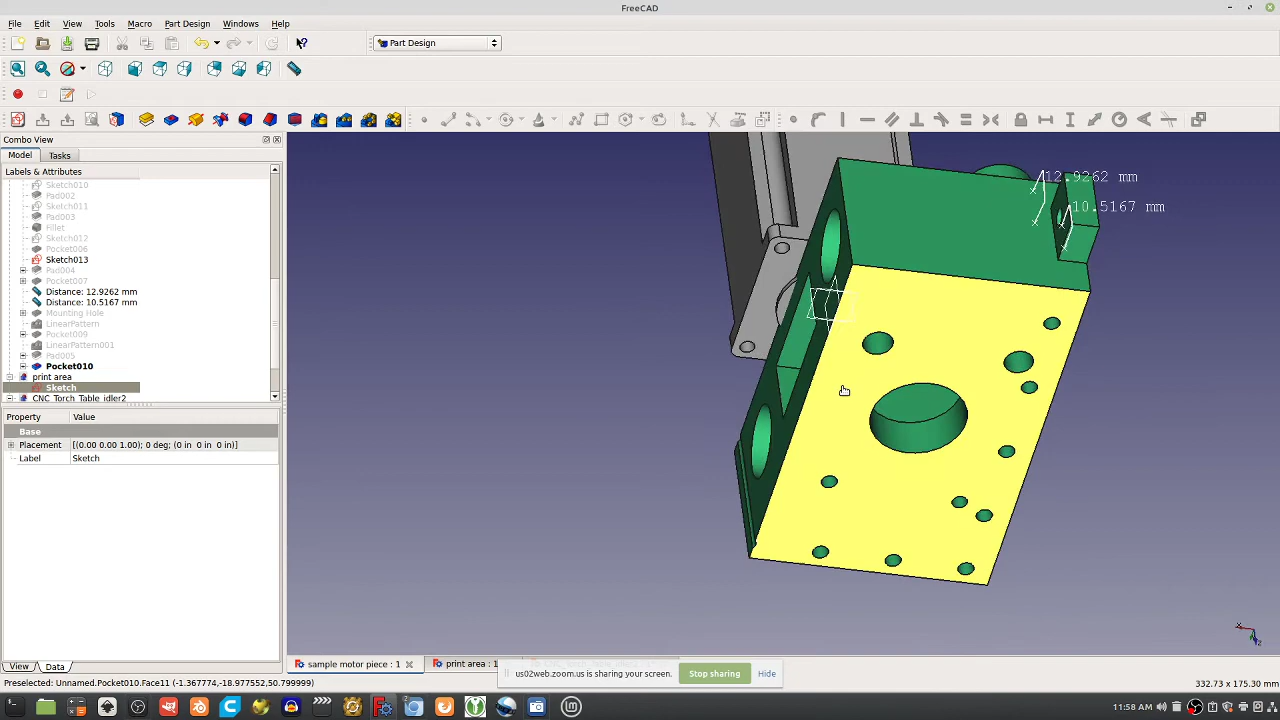 FreeCAD
File Edit View Tools Macro Part Design Windows Help
Part Design
Combo View
Model Tasks
Labels & Attributes
Sketch010
Pad002
Sketch011
Pad003
Fillet
Sketch012
Pocket006
Sketch013
Pad004
Pocket007
Distance: 12.9262 mm
Distance: 10.5167 mm
Mounting Hole
LinearPattern
Pocket009
LinearPattern001
Pad005
Pocket010
print area
Sketch
CNC_Torch_Table_idler2
Property Value
Base
Placement [(0.00 0.00 1.00); 0 deg; (0 in 0 in 0 in)]
Label Sketch
12.9262 mm
10.5167 mm
View Data
sample motor piece : 1
print area : 1
us02web.zoom.us is sharing your screen. Stop sharing Hide
Preselected: Unnamed.Pocket010.Face11 (-1.367774,-18.977552,50.799999)
332.73 x 175.30 mm
11:58 AM